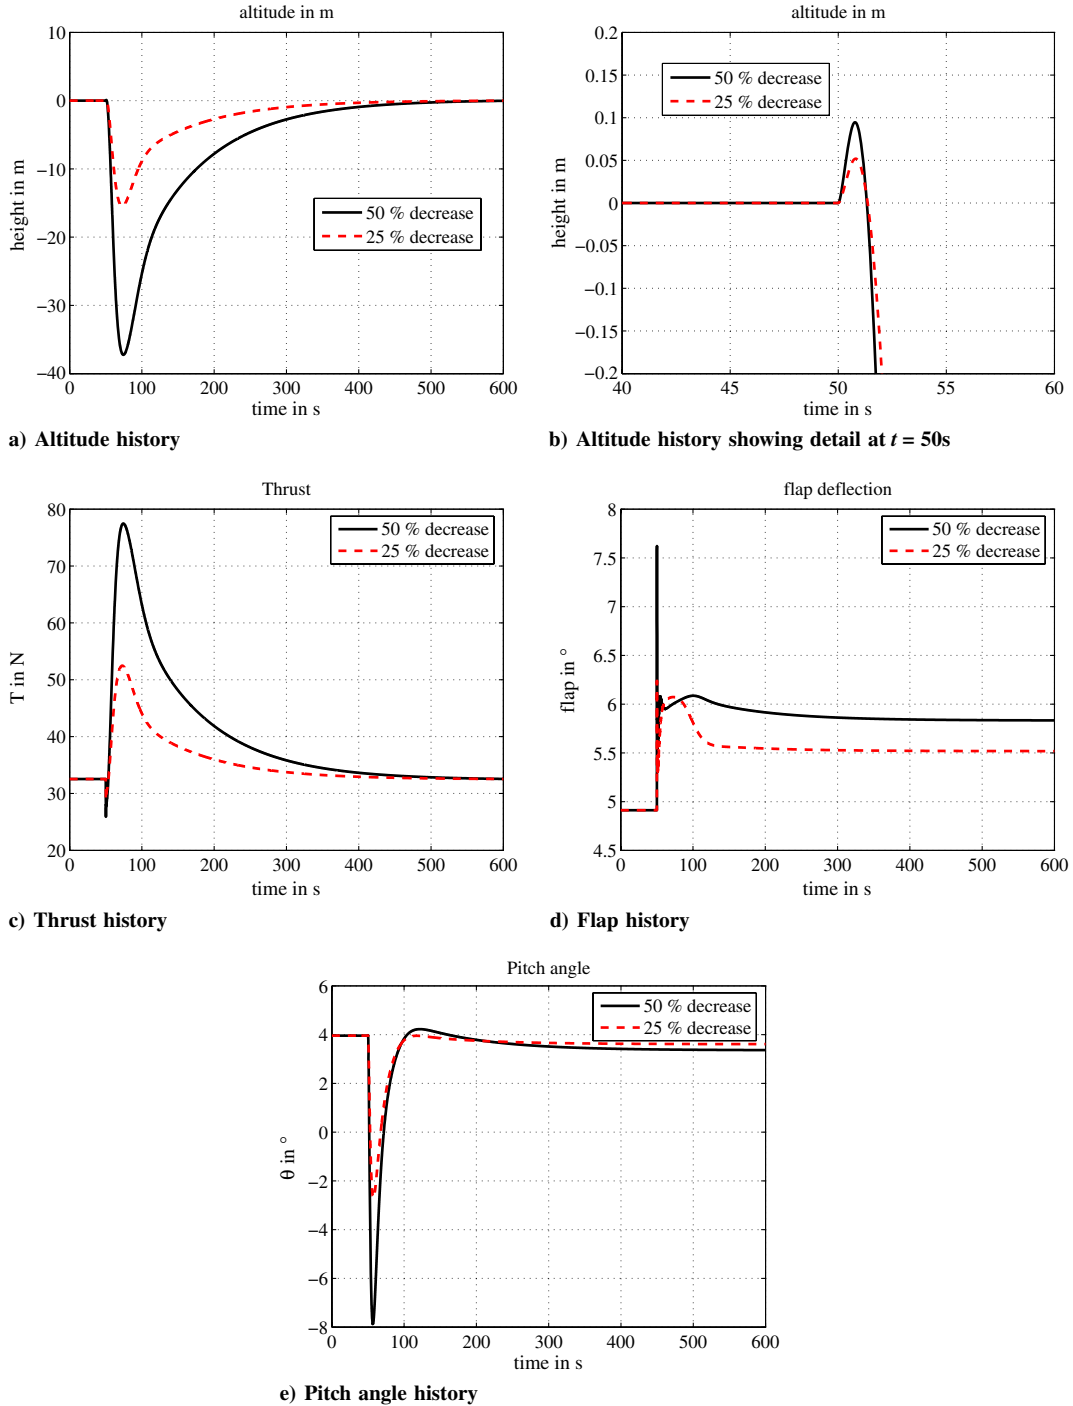 altitude in m
10
0
−10
−20
−30
−40
height in m
50 % decrease
25 % decrease
0 100 200 300 400 500 600
time in s
a) Altitude history
altitude in m
0.2
0.15
0.1
0.05
0
−0.05
−0.1
−0.15
−0.2
height in m
50 % decrease
25 % decrease
40 45 50 55 60
time in s
b) Altitude history showing detail at t = 50s
Thrust
80
70
60
50
40
30
20
T in N
50 % decrease
25 % decrease
0 100 200 300 400 500 600
time in s
c) Thrust history
flap deflection
8
7.5
7
6.5
6
5.5
5
4.5
flap in °
50 % decrease
25 % decrease
0 100 200 300 400 500 600
time in s
d) Flap history
Pitch angle
6
4
2
0
−2
−4
−6
−8
θ in °
50 % decrease
25 % decrease
0 100 200 300 400 500 600
time in s
e) Pitch angle history